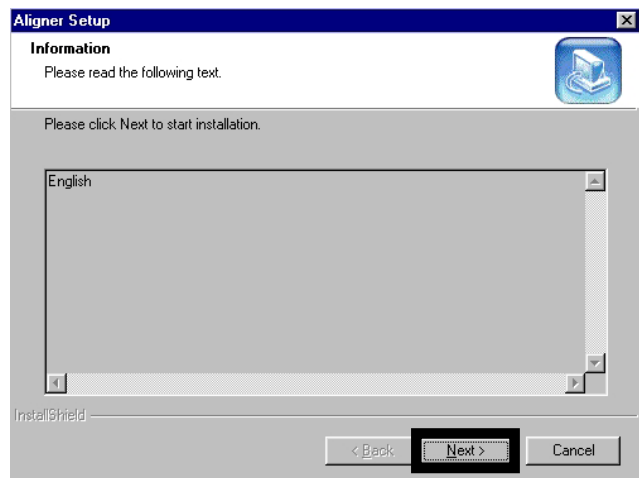 Aligner Setup
Information
Please read the following text.
Please click Next to start installation.
English
InstallShield
< Back
Next >
Cancel